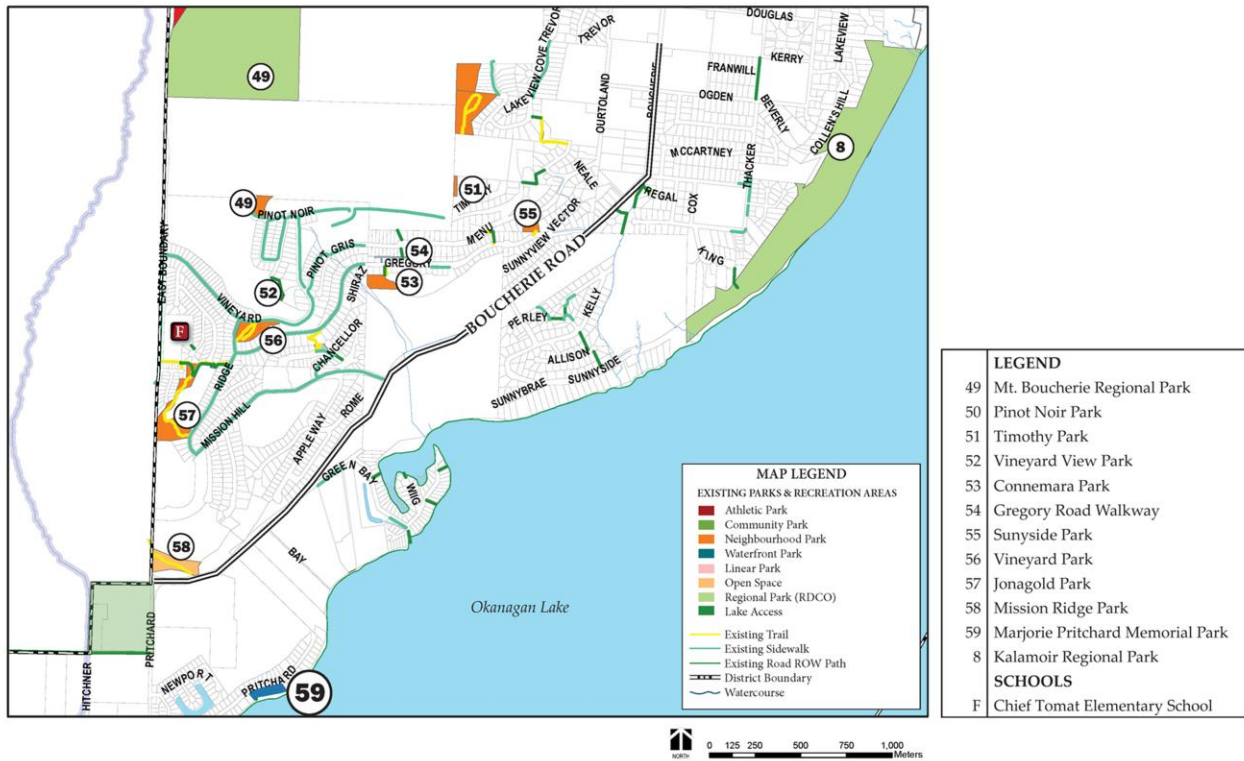 DOUGLAS
TREVOR
TREVOR
LAKEVIEW
KERRY
FRANWILL
49
LAKEVIEW COVE
OURTOLAND
BOUCHERIE
OGDEN
BEVERLY
COLLEN'S HILL
8
MCCARTNEY
THACKER
NEALE
51
REGAL
COX
49
PINOT NOIR
55
MENU
SUNNYVIEW
VECTOR
EAST BOUNDARY
PINOT GRIS
54
GREGORY
KING
53
SHIRAZ
BOUCHERIE ROAD
52
VINEYARD
KELLY
PERLEY
F
56
CHANCELLOR
ALLISON
SUNNYSIDE
RIDGE
SUNNYBRAE
57
MISSION HILL
ROME
APPLEWAY
GREEN BAY
WIIG
58
BAY
Okanagan Lake
PRITCHARD
HITCHNER
NEWPORT
PRITCHARD
59
MAP LEGEND
EXISTING PARKS & RECREATION AREAS
Athletic Park
Community Park
Neighbourhood Park
Waterfront Park
Linear Park
Open Space
Regional Park (RDCO)
Lake Access
Existing Trail
Existing Sidewalk
Existing Road ROW Path
District Boundary
Watercourse
LEGEND
49 Mt. Boucherie Regional Park
50 Pinot Noir Park
51 Timothy Park
52 Vineyard View Park
53 Connemara Park
54 Gregory Road Walkway
55 Sunyside Park
56 Vineyard Park
57 Jonagold Park
58 Mission Ridge Park
59 Marjorie Pritchard Memorial Park
8 Kalamoir Regional Park
SCHOOLS
F Chief Tomat Elementary School
NORTH
0 125 250 500 750 1,000
Meters